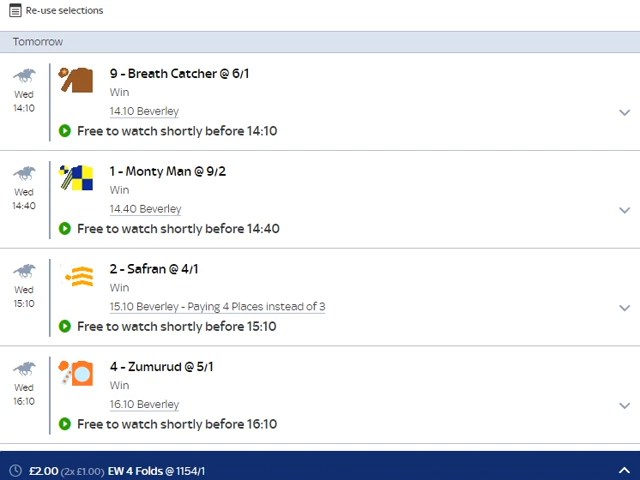 Re-use selections
Tomorrow
9 - Breath Catcher @ 6/1
Wed
14:10
Win
14.10 Beverley
Free to watch shortly before 14:10
1 - Monty Man @ 9/2
Wed
14:40
Win
14.40 Beverley
Free to watch shortly before 14:40
2 - Safran @ 4/1
Wed
15:10
Win
15.10 Beverley - Paying 4 Places instead of 3
Free to watch shortly before 15:10
4 - Zumurud @ 5/1
Wed
16:10
Win
16.10 Beverley
Free to watch shortly before 16:10
£2.00 (2x £1.00) EW 4 Folds @ 1154/1